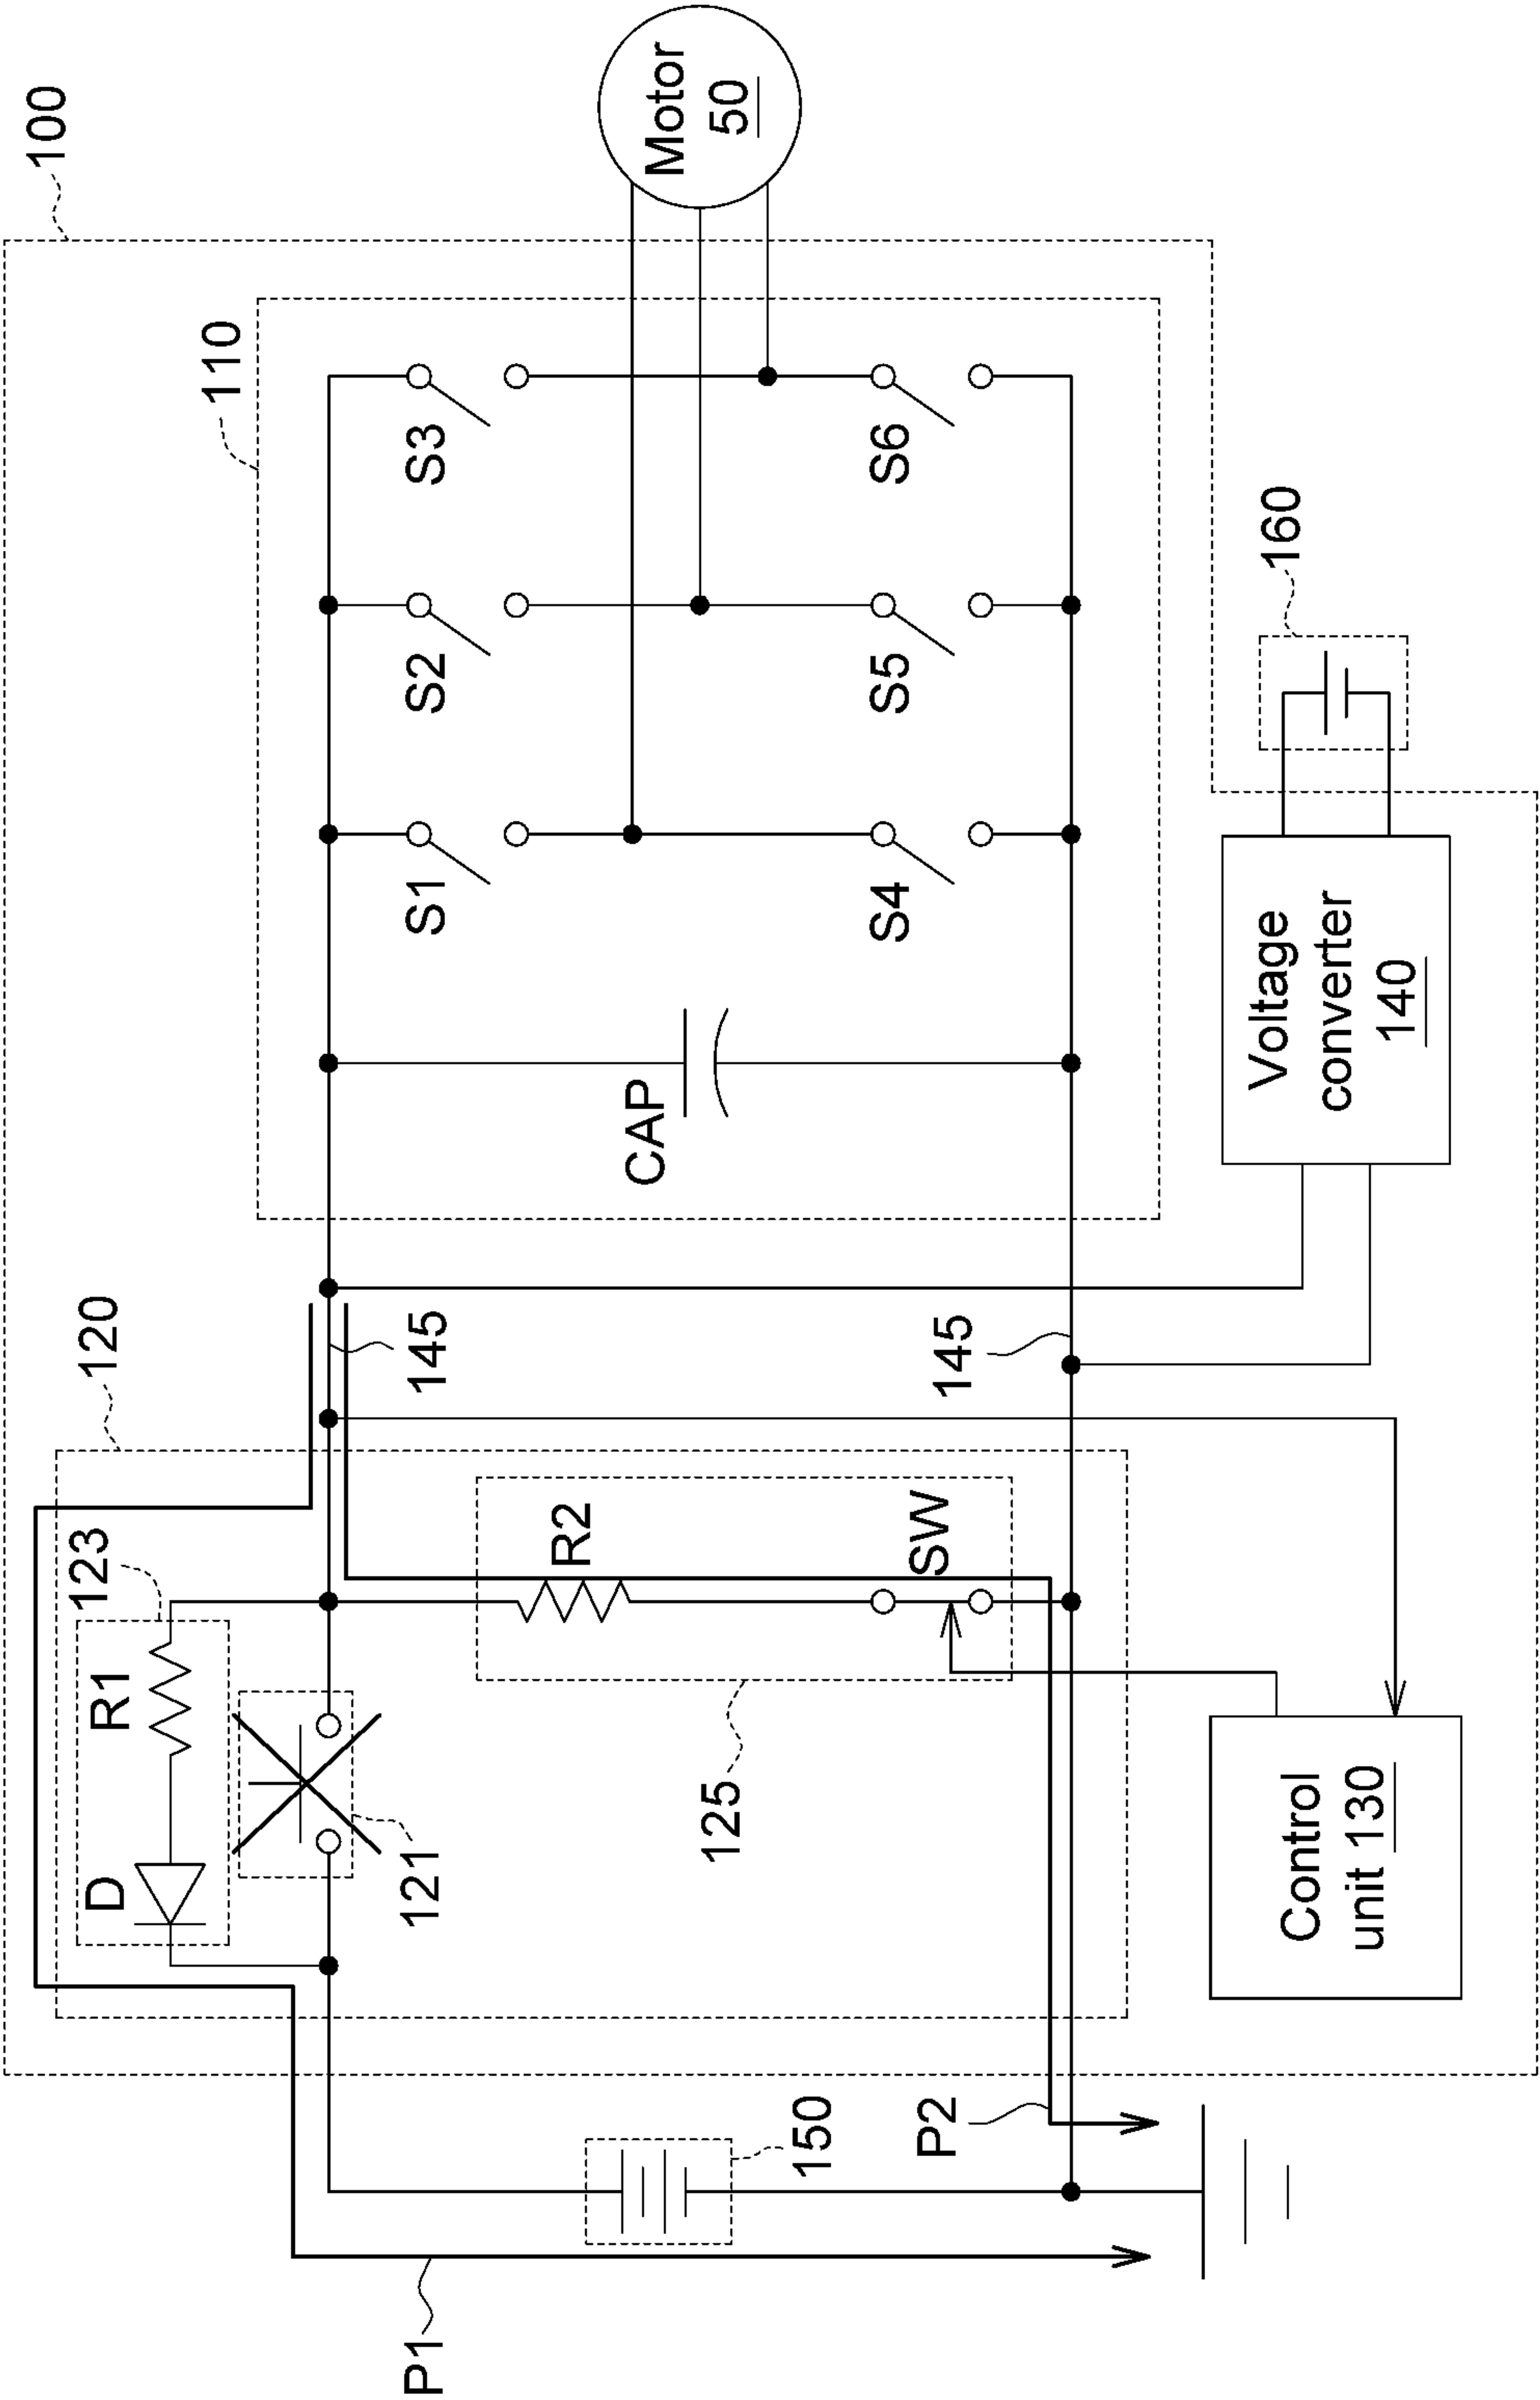 100
120
110
123
R1
D
121
145
R2
SW
125
145
CAP
S1
S2
S3
S4
S5
S6
Motor
50
P1
150
P2
Control
unit 130
Voltage
converter
140
160